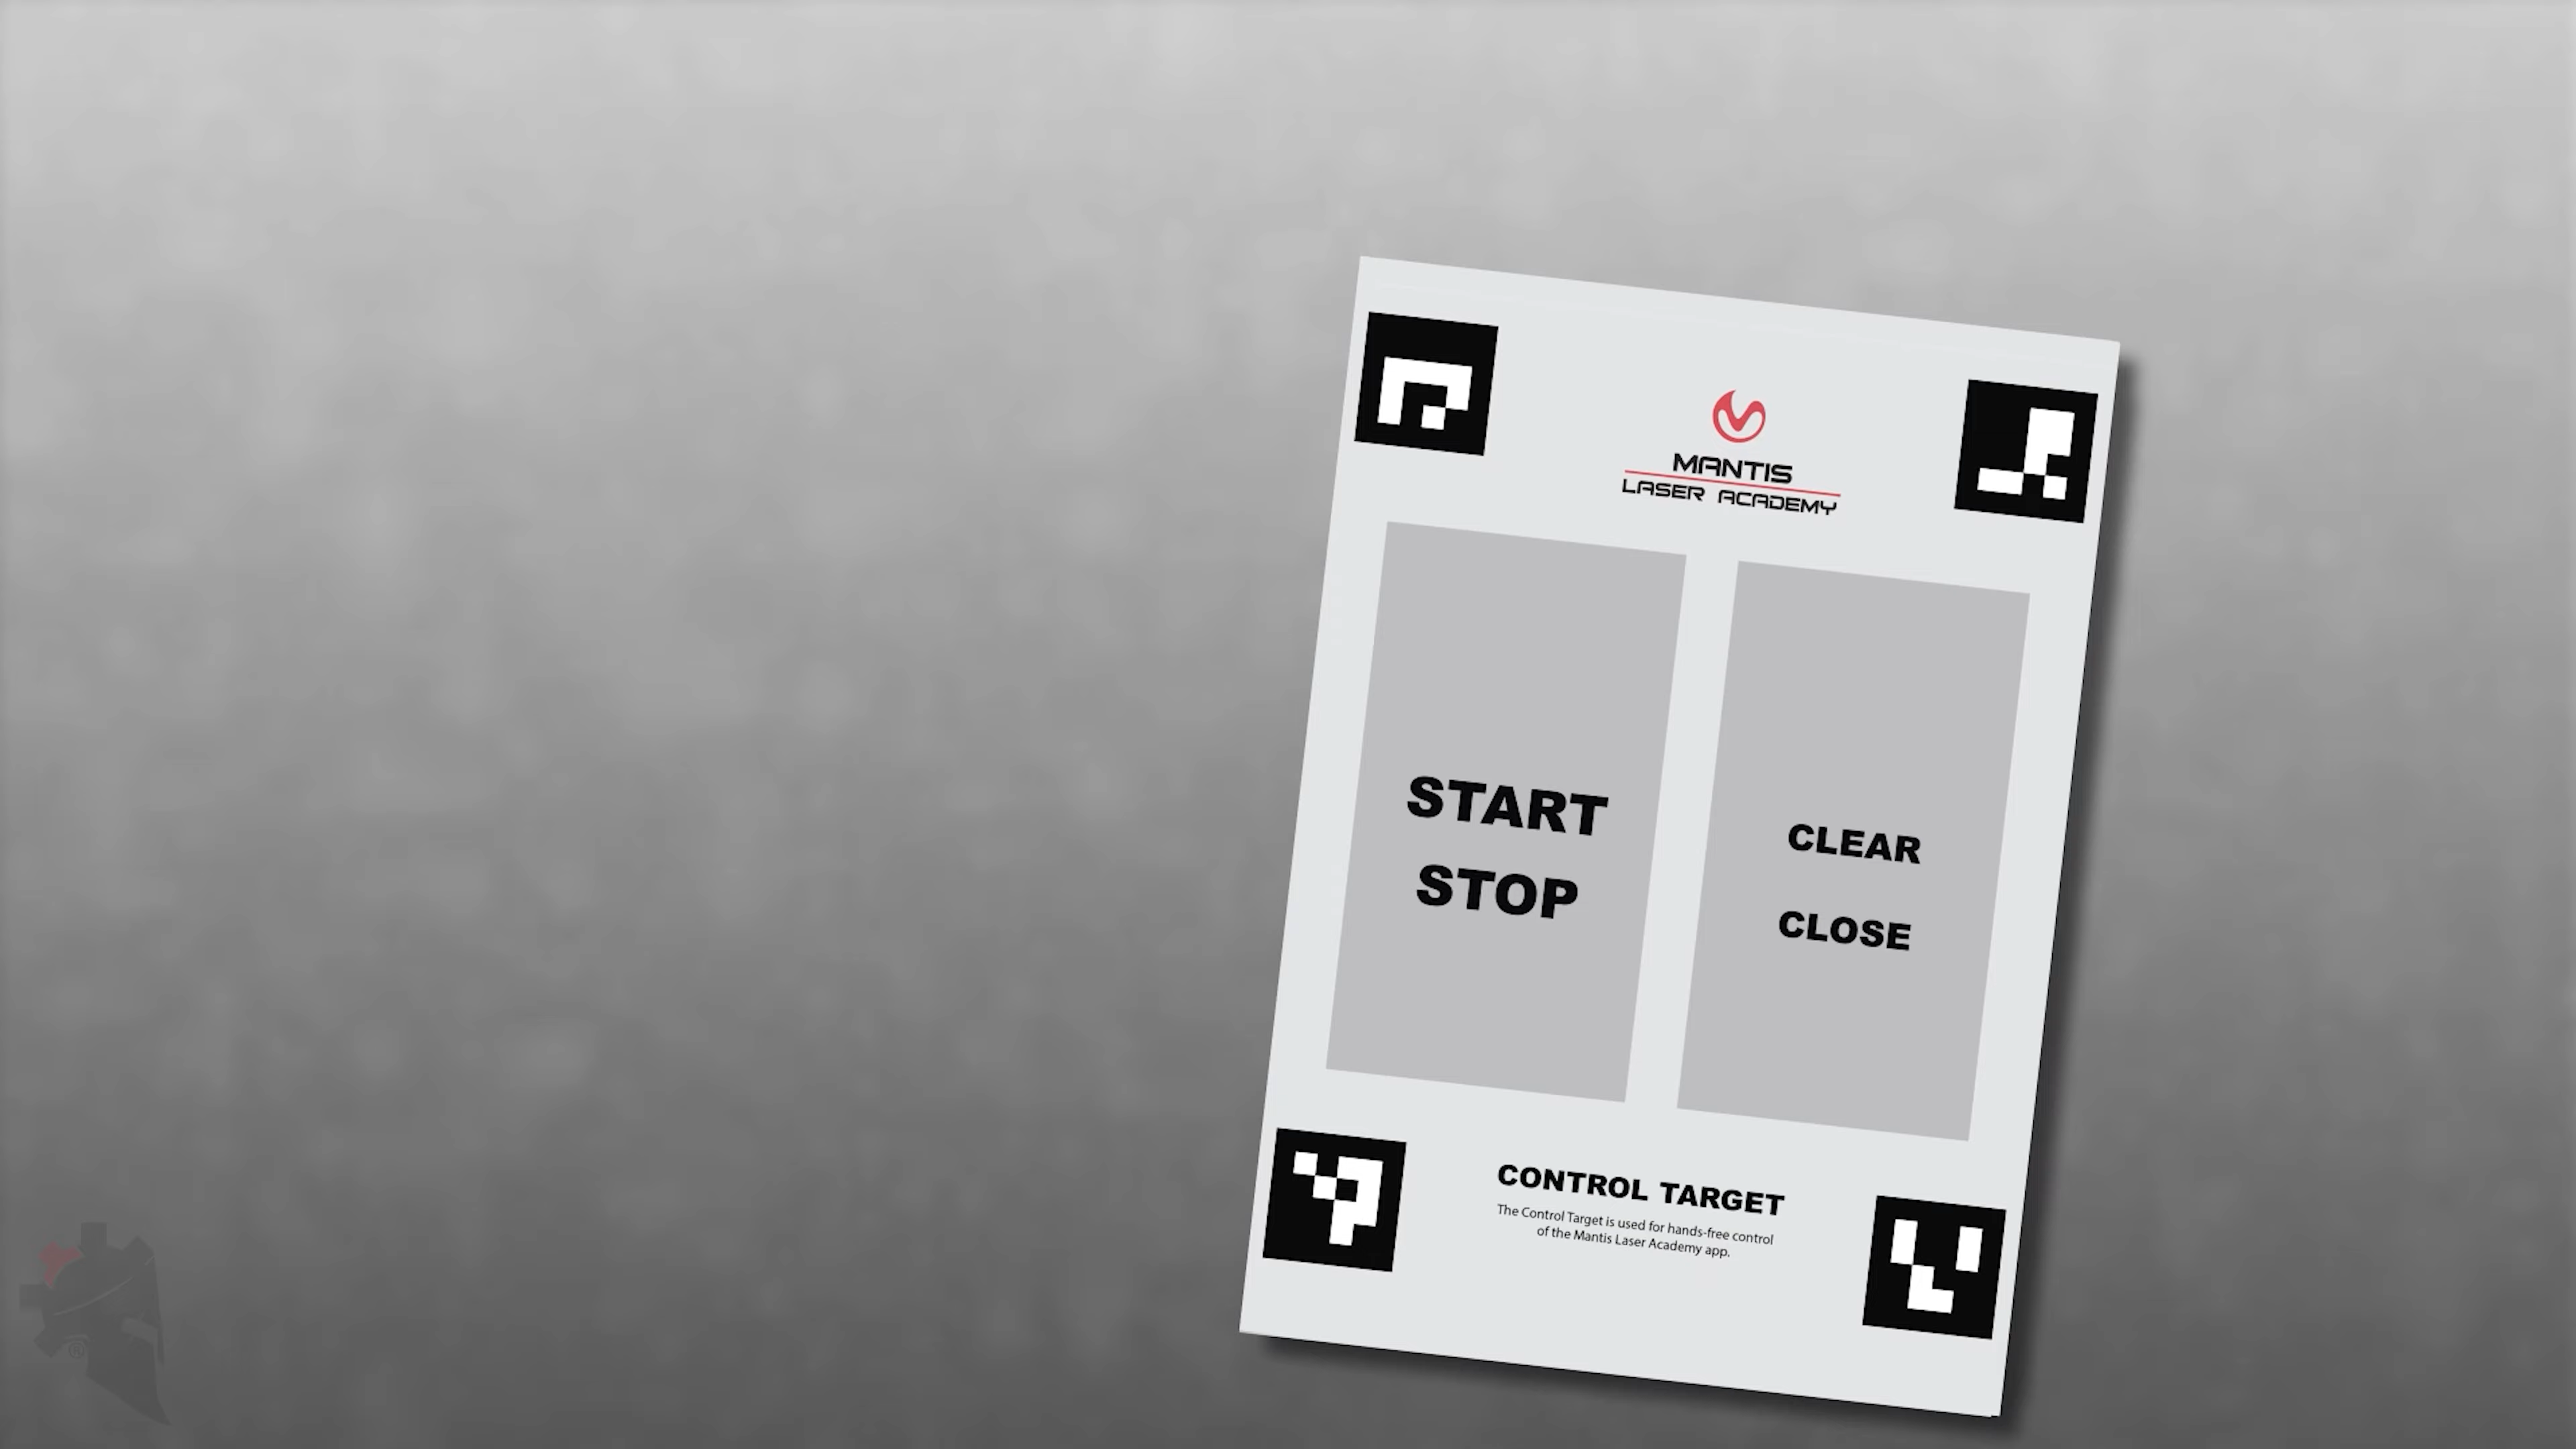 MANTIS
LASER ACADEMY
START
STOP
CLEAR
CLOSE
CONTROL TARGET
The Control Target is used for hands-free control
of the Mantis Laser Academy app.
®